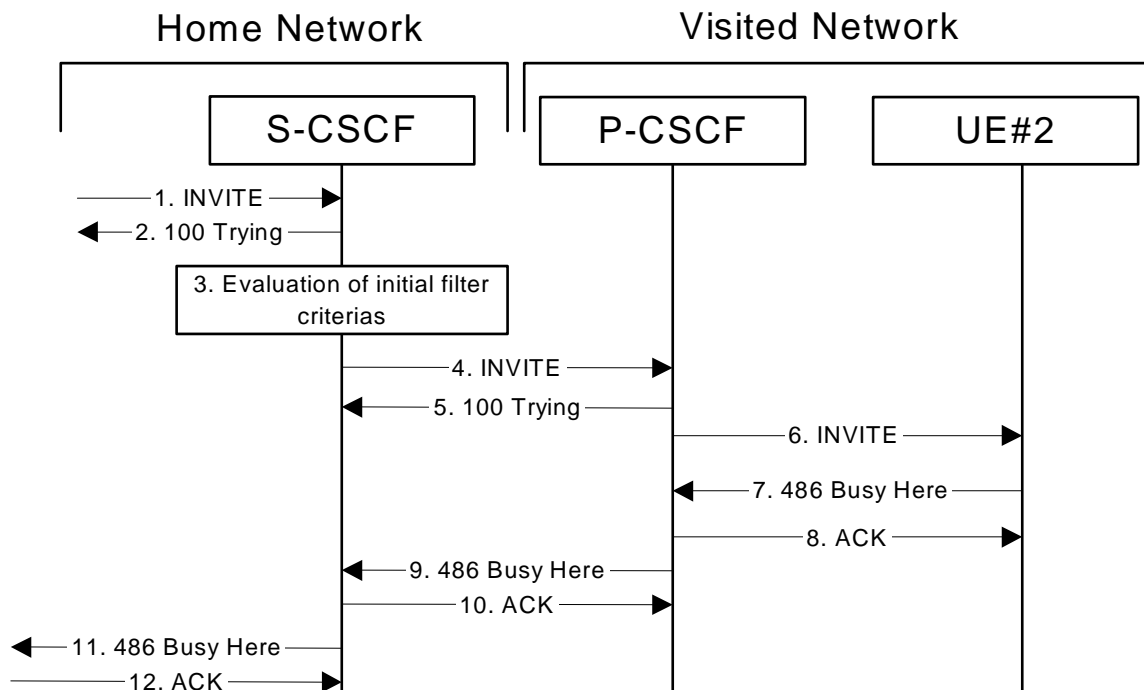 Home Network
Visited Network
S-CSCF
P-CSCF
UE#2
1. INVITE
2. 100 Trying
3. Evaluation of initial filter
criterias
4. INVITE
5. 100 Trying
6. INVITE
7. 486 Busy Here
8. ACK
9. 486 Busy Here
10. ACK
11. 486 Busy Here
12. ACK